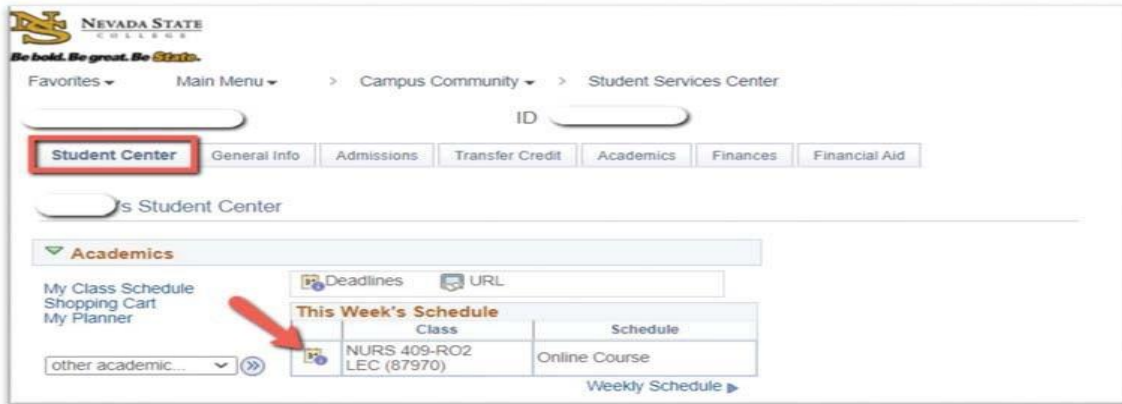 NS
NEVADA STATE
COLLEGE
Be bold. Be great. Be State.
Favorites Main Menu > Campus Community > Student Services Center
ID
Student Center General Info Admissions Transfer Credit Academics Finances Financial Aid
's Student Center
Academics
My Class Schedule
Shopping Cart
My Planner
other academic...
Deadlines URL
This Week's Schedule
Class Schedule
NURS 409-RO2
LEC (87970)
Online Course
Weekly Schedule